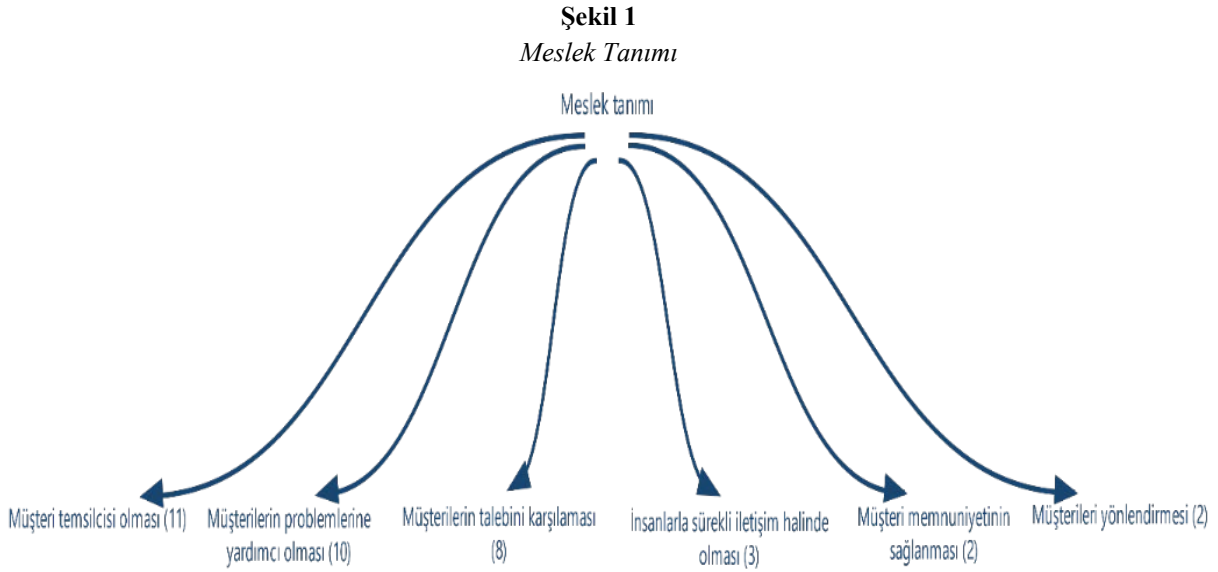 Şekil 1
Meslek Tanımı
Meslek tanımı
Müşteri temsilcisi olması (11)
Müşterilerin problemlerine
yardımcı olması (10)
Müşterilerin talebini karşılaması
(8)
İnsanlarla sürekli iletişim halinde
olması (3)
Müşteri memnuniyetinin
sağlanması (2)
Müşterileri yönlendirmesi (2)